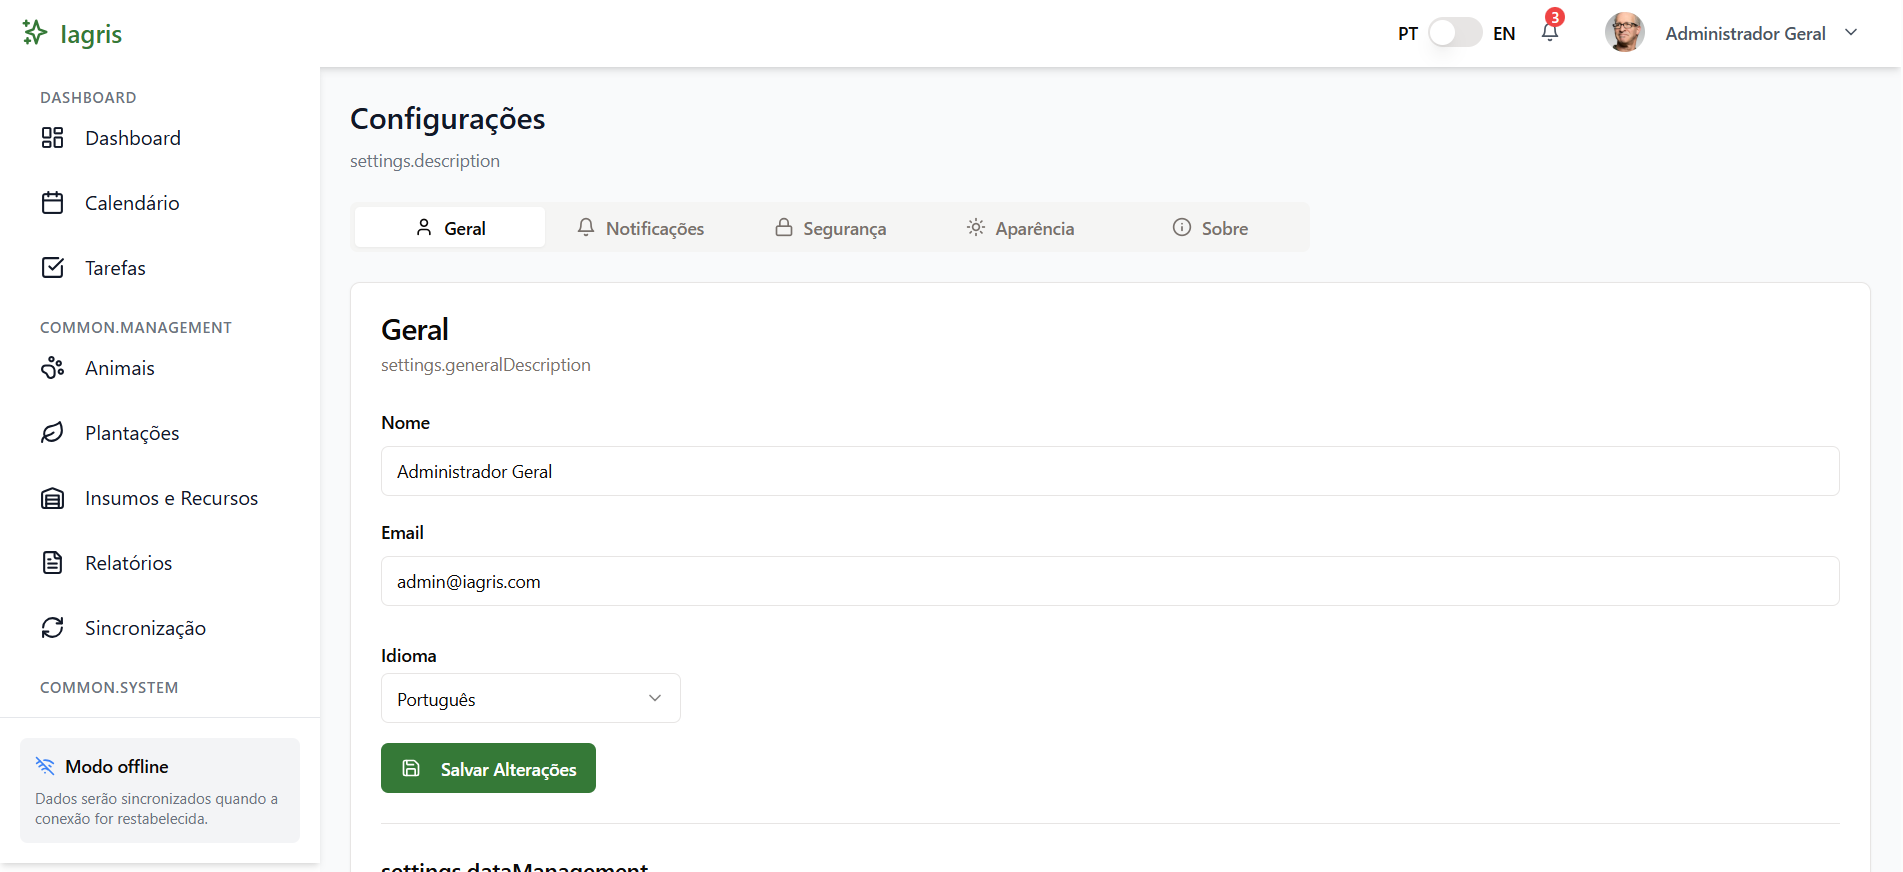 Iagris
PT
EN
3
Administrador Geral
DASHBOARD
Dashboard
Calendário
Tarefas
COMMON.MANAGEMENT
Animais
Plantações
Insumos e Recursos
Relatórios
Sincronização
COMMON.SYSTEM
Modo offline
Dados serão sincronizados quando a
conexão for restabelecida.
Configurações
settings.description
Geral
Notificações
Segurança
Aparência
Sobre
Geral
settings.generalDescription
Nome
Administrador Geral
Email
admin@iagris.com
Idioma
Português
Salvar Alterações
settings.dataManagement